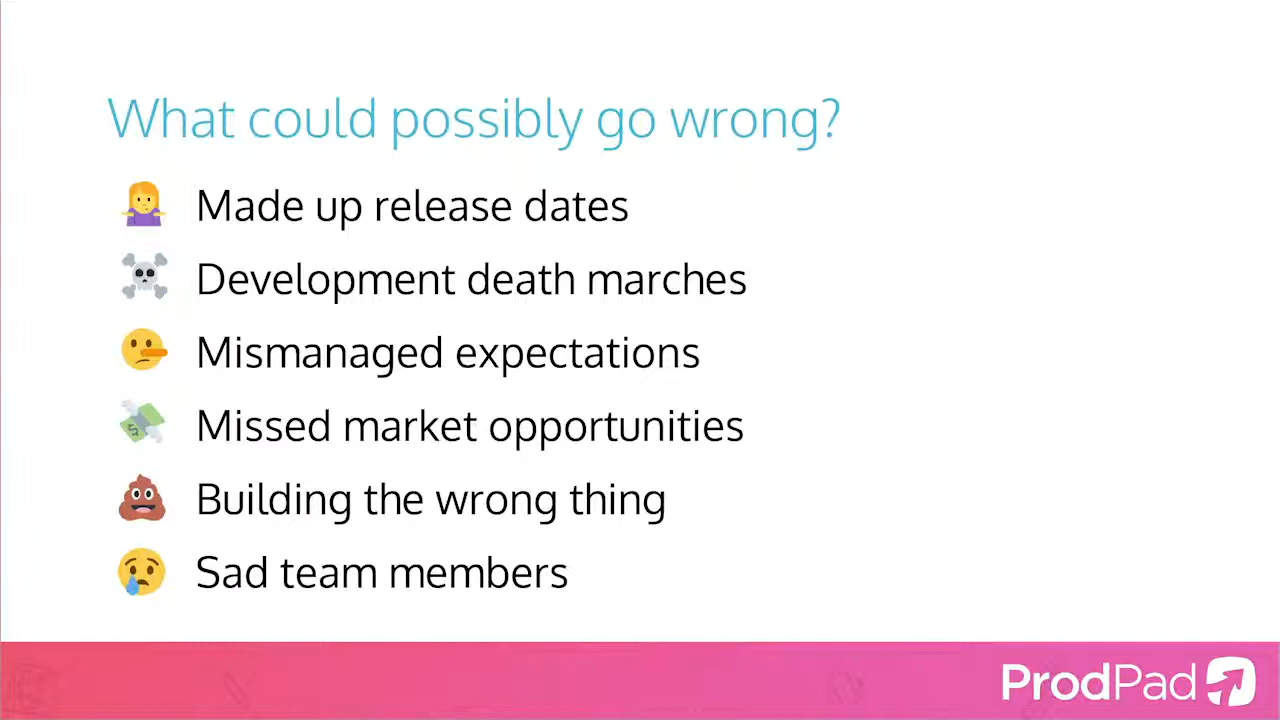 What could possibly go wrong?
Made up release dates
Development death marches
Mismanaged expectations
Missed market opportunities
Building the wrong thing
Sad team members
ProdPad